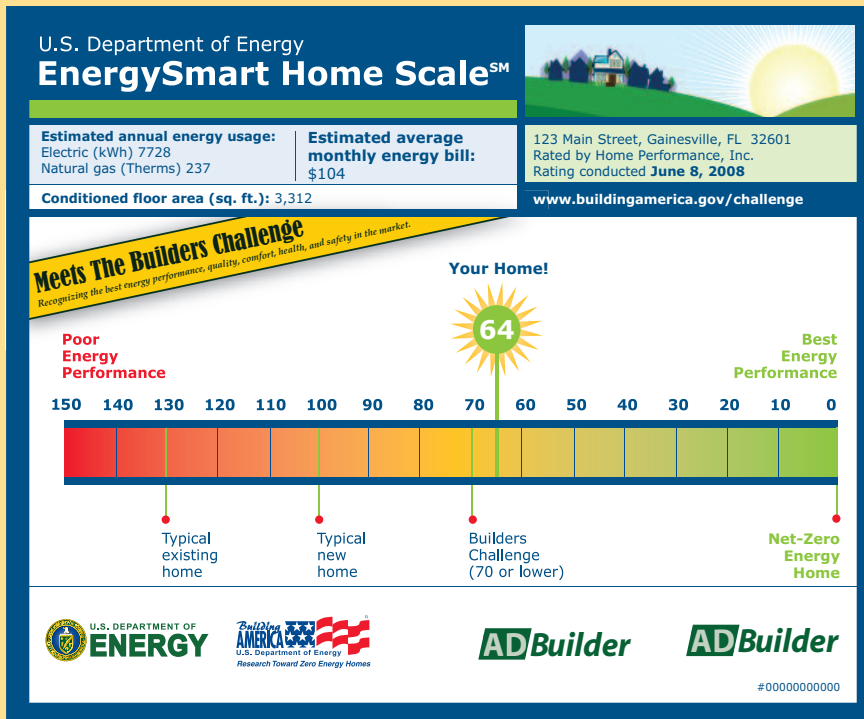 U.S. Department of Energy
EnergySmart Home Scale℠
Estimated annual energy usage:
Electric (kWh) 7728
Natural gas (Therms) 237
Estimated average
monthly energy bill:
$104
Conditioned floor area (sq. ft.): 3,312
123 Main Street, Gainesville, FL 32601
Rated by Home Performance, Inc.
Rating conducted June 8, 2008
www.buildingamerica.gov/challenge
Meets The Builders Challenge
Recognizing the best energy performance, quality, comfort, health, and safety in the market.
Your Home!
64
Poor
Energy
Performance
Best
Energy
Performance
150 140 130 120 110 100 90 80 70 60 50 40 30 20 10 0
Typical
existing
home
Typical
new
home
Builders
Challenge
(70 or lower)
Net-Zero
Energy
Home
U.S. DEPARTMENT OF
ENERGY
Building
AMERICA
U.S. Department of Energy
Research Toward Zero Energy Homes
ADBuilder
ADBuilder
#00000000000